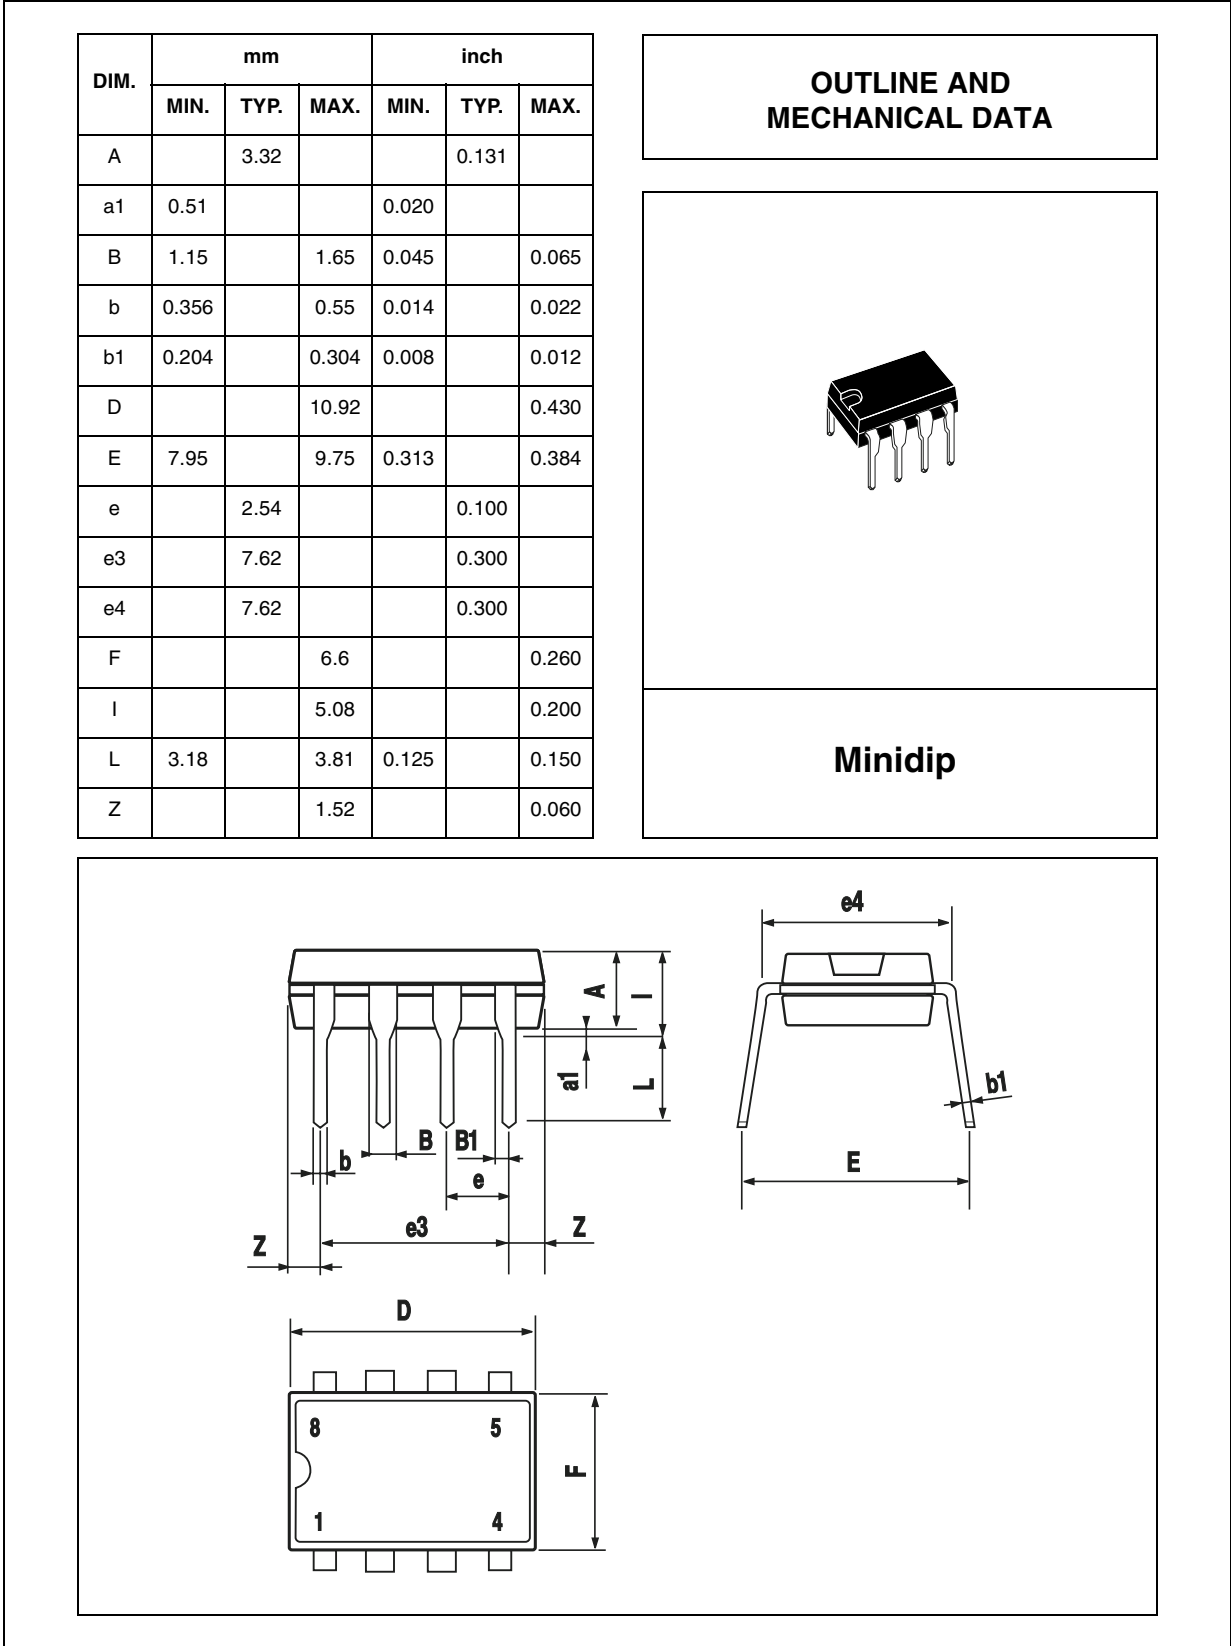 DIM. mm inch
MIN. TYP. MAX. MIN. TYP. MAX.
A 3.32 0.131
a1 0.51 0.020
B 1.15 1.65 0.045 0.065
b 0.356 0.55 0.014 0.022
b1 0.204 0.304 0.008 0.012
D 10.92 0.430
E 7.95 9.75 0.313 0.384
e 2.54 0.100
e3 7.62 0.300
e4 7.62 0.300
F 6.6 0.260
I 5.08 0.200
L 3.18 3.81 0.125 0.150
Z 1.52 0.060
OUTLINE AND
MECHANICAL DATA
Minidip
e4
A
I
a1
L
b1
b
B
B1
e
E
e3
Z
Z
D
8
5
F
1
4